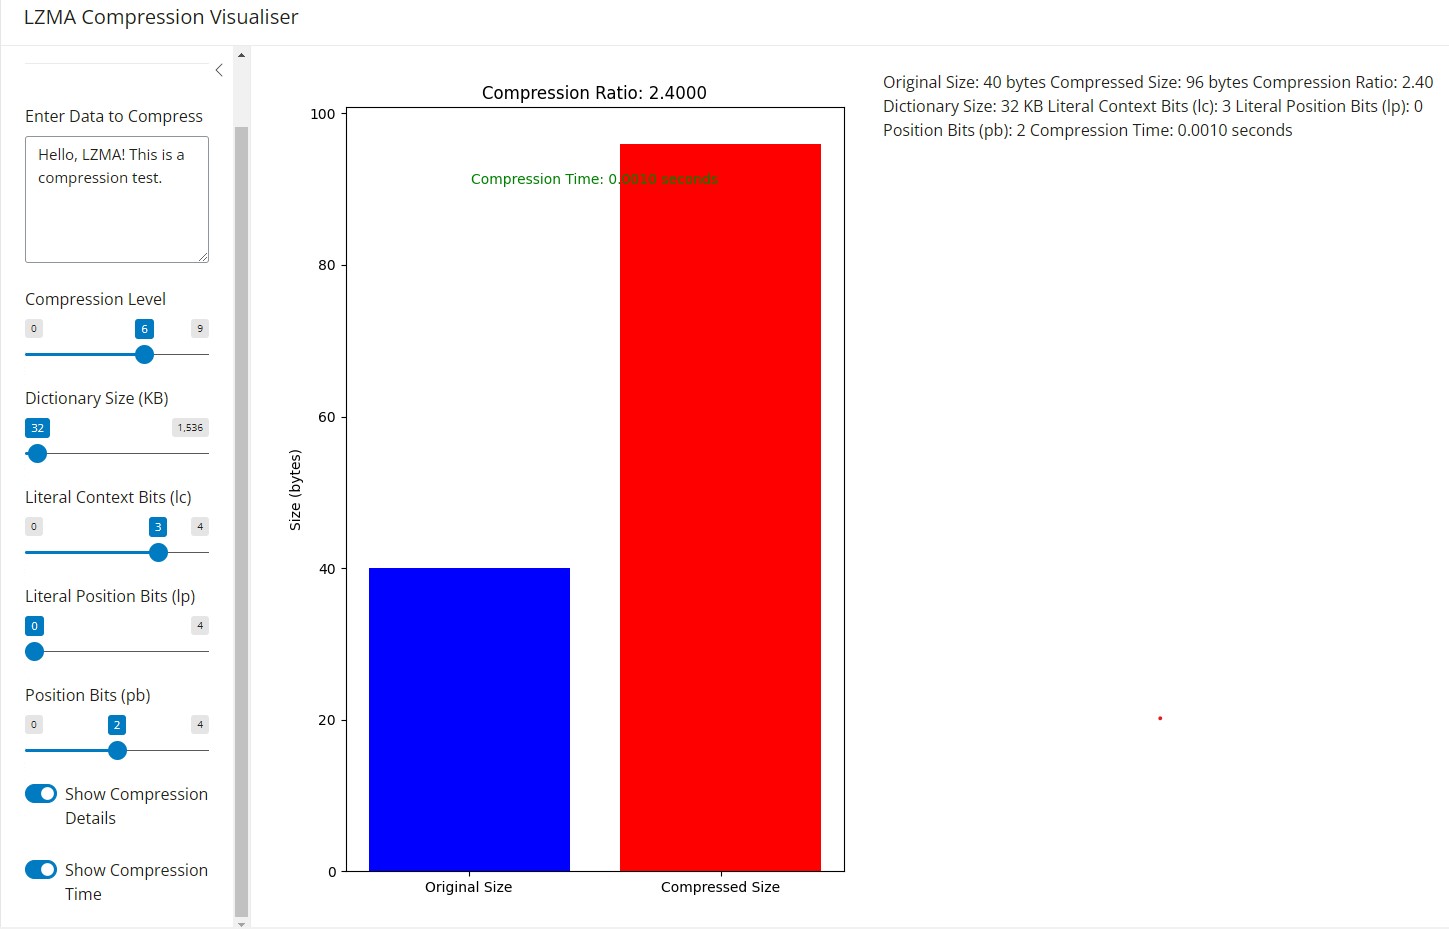 LZMA Compression Visualiser
Enter Data to Compress
Hello, LZMA! This is a
compression test.
Compression Level
0 6 9
Dictionary Size (KB)
32 1,536
Literal Context Bits (lc)
0 3 4
Literal Position Bits (lp)
0 4
Position Bits (pb)
0 2 4
Show Compression
Details
Show Compression
Time
Compression Ratio: 2.4000
100
80
60
40
20
0
Size (bytes)
Compression Time: 0.0010 seconds
Original Size
Compressed Size
Original Size: 40 bytes Compressed Size: 96 bytes Compression Ratio: 2.40
Dictionary Size: 32 KB Literal Context Bits (lc): 3 Literal Position Bits (lp): 0
Position Bits (pb): 2 Compression Time: 0.0010 seconds